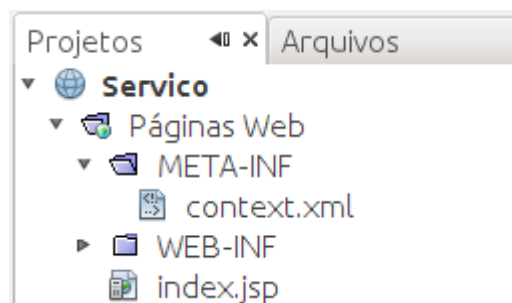 Projetos Arquivos
Servico
Páginas Web
META-INF
context.xml
WEB-INF
index.jsp